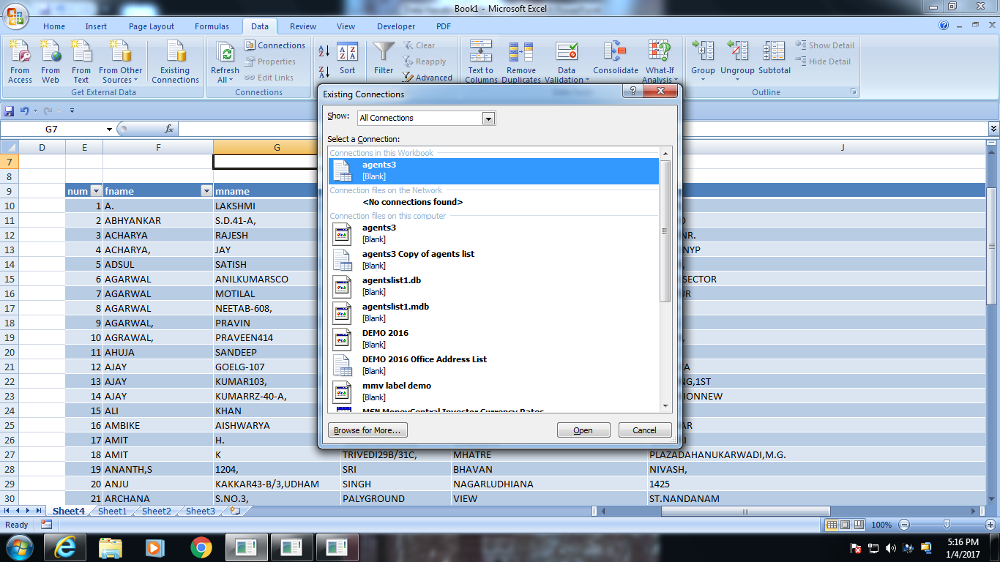 Book1 - Microsoft Excel
Home Insert Page Layout Formulas Data Review View Developer PDF
From Access
From Web
From Text
From Other Sources
Existing Connections
Get External Data
Refresh All
Connections
Properties
Edit Links
Connections
Sort
Filter
Clear
Reapply
Advanced
Text to Columns
Remove Duplicates
Data Validation
Consolidate
What-If Analysis
Group
Ungroup
Subtotal
Show Detail
Hide Detail
Outline
G7
fx
D E F G J
Existing Connections
Show: All Connections
Select a Connection:
Connections in this Workbook
agents3
[Blank]
Connection files on the Network
<No connections found>
Connection files on this computer
agents3
[Blank]
agents3 Copy of agents list
[Blank]
agentslist1.db
[Blank]
agentslist1.mdb
[Blank]
DEMO 2016
[Blank]
DEMO 2016 Office Address List
[Blank]
mmv label demo
[Blank]
MSN MoneyCentral Investor Currency Rates
Browse for More... Open Cancel
7
8
9 num fname mname
10 1 A. LAKSHMI
11 2 ABHYANKAR S.D.41-A,
12 3 ACHARYA RAJESH NR.
13 4 ACHARYA, JAY NYP
14 5 ADSUL SATISH
15 6 AGARWAL ANILKUMARSCO SECTOR
16 7 AGARWAL MOTILAL
17 8 AGARWAL NEETAB-608,
18 9 AGARWAL, PRAVIN
19 10 AGRAWAL, PRAVEEN414
20 11 AHUJA SANDEEP
21 12 AJAY GOELG-107
22 13 AJAY KUMAR103, NG,1ST
23 14 AJAY KUMARRZ-40-A, IONNEW
24 15 ALI KHAN
25 16 AMBIKE AISHWARYA AR
26 17 AMIT H.
27 18 AMIT K TRIVEDI29B/31C, MHATRE PLAZADAHANUKARWADI,M.G.
28 19 ANANTH,S 1204, SRI BHAVAN NIVASH,
29 20 ANJU KAKKAR43-B/3,UDHAM SINGH NAGARLUDHIANA 1425
30 21 ARCHANA S.NO.3, PALYGROUND VIEW ST.NANDANAM
Sheet4 Sheet1 Sheet2 Sheet3
Ready 100%
5:16 PM
1/4/2017